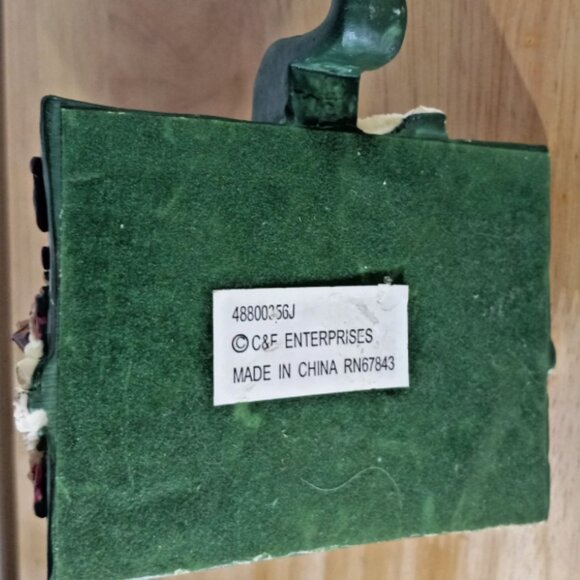 48800356J
© C&F ENTERPRISES
MADE IN CHINA RN67843